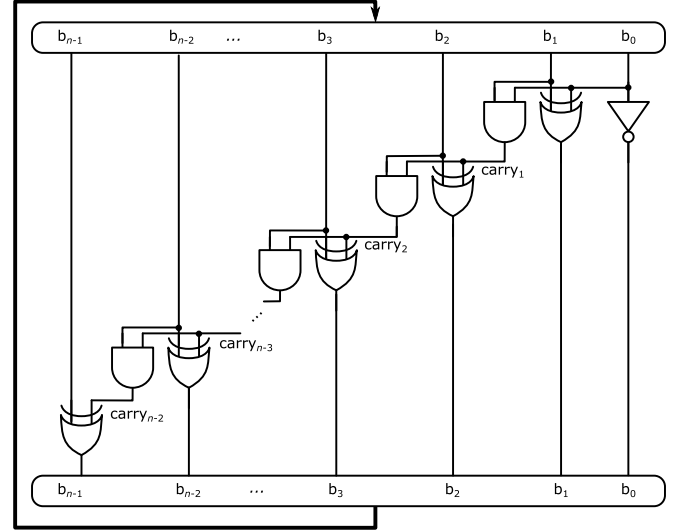 bn-1 bn-2 ... b3 b2 b1 b0
carry1
carry2
...
carryn-3
carryn-2
bn-1 bn-2 ... b3 b2 b1 b0